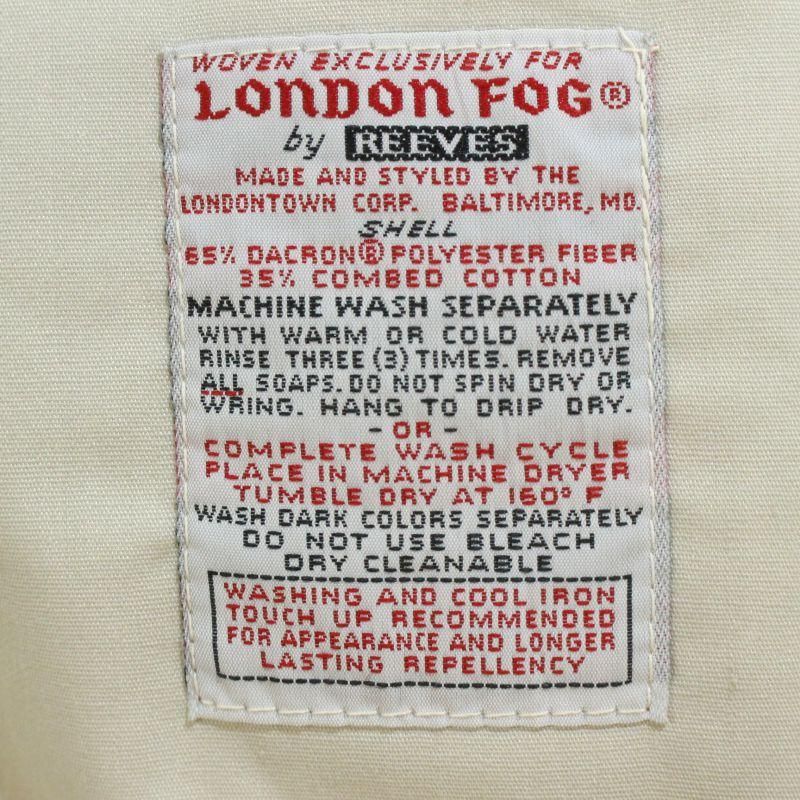 WOVEN EXCLUSIVELY FOR
LONDON FOG®
by REEVES
MADE AND STYLED BY THE
LONDONTOWN CORP. BALTIMORE, MD.
SHELL
65% DACRON® POLYESTER FIBER
35% COMBED COTTON
MACHINE WASH SEPARATELY
WITH WARM OR COLD WATER
RINSE THREE (3) TIMES. REMOVE
ALL SOAPS. DO NOT SPIN DRY OR
WRING. HANG TO DRIP DRY.
- OR -
COMPLETE WASH CYCLE
PLACE IN MACHINE DRYER
TUMBLE DRY AT 160° F
WASH DARK COLORS SEPARATELY
DO NOT USE BLEACH
DRY CLEANABLE
WASHING AND COOL IRON
TOUCH UP RECOMMENDED
FOR APPEARANCE AND LONGER
LASTING REPELLENCY